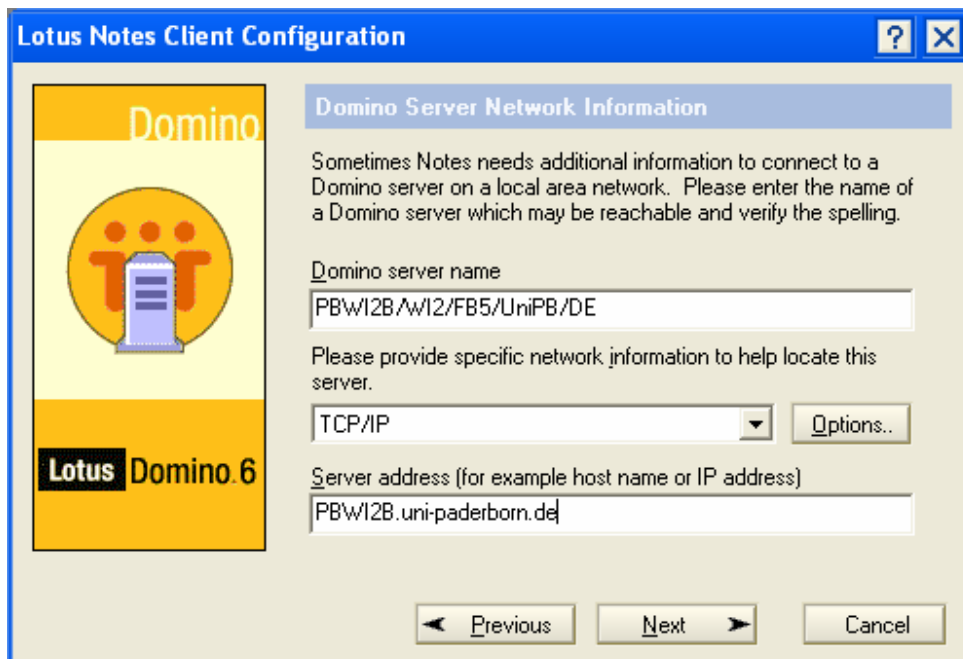 Lotus Notes Client Configuration
?
Domino
Lotus Domino.6
Domino Server Network Information
Sometimes Notes needs additional information to connect to a
Domino server on a local area network.  Please enter the name of
a Domino server which may be reachable and verify the spelling.
Domino server name
PBWI2B/WI2/FB5/UniPB/DE
Please provide specific network information to help locate this
server.
TCP/IP
Options..
Server address (for example host name or IP address)
PBWI2B.uni-paderborn.de
Previous
Next
Cancel